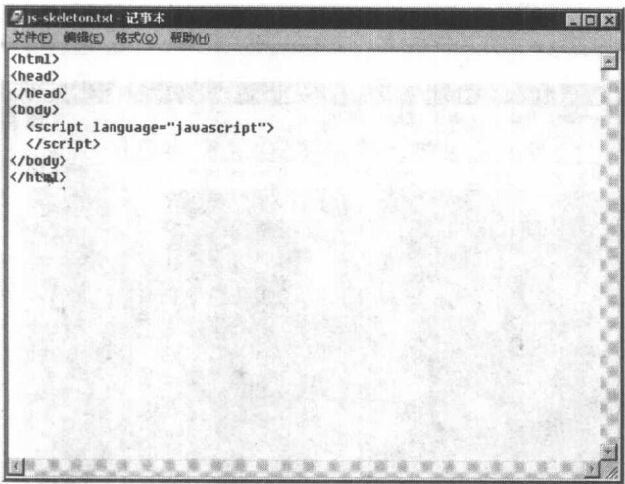 js-skeleton.txt - 记事本
文件(F) 编辑(E) 格式(O) 帮助(H)
<html>
<head>
</head>
<body>
  <script language="javascript">
  </script>
</body>
</html>